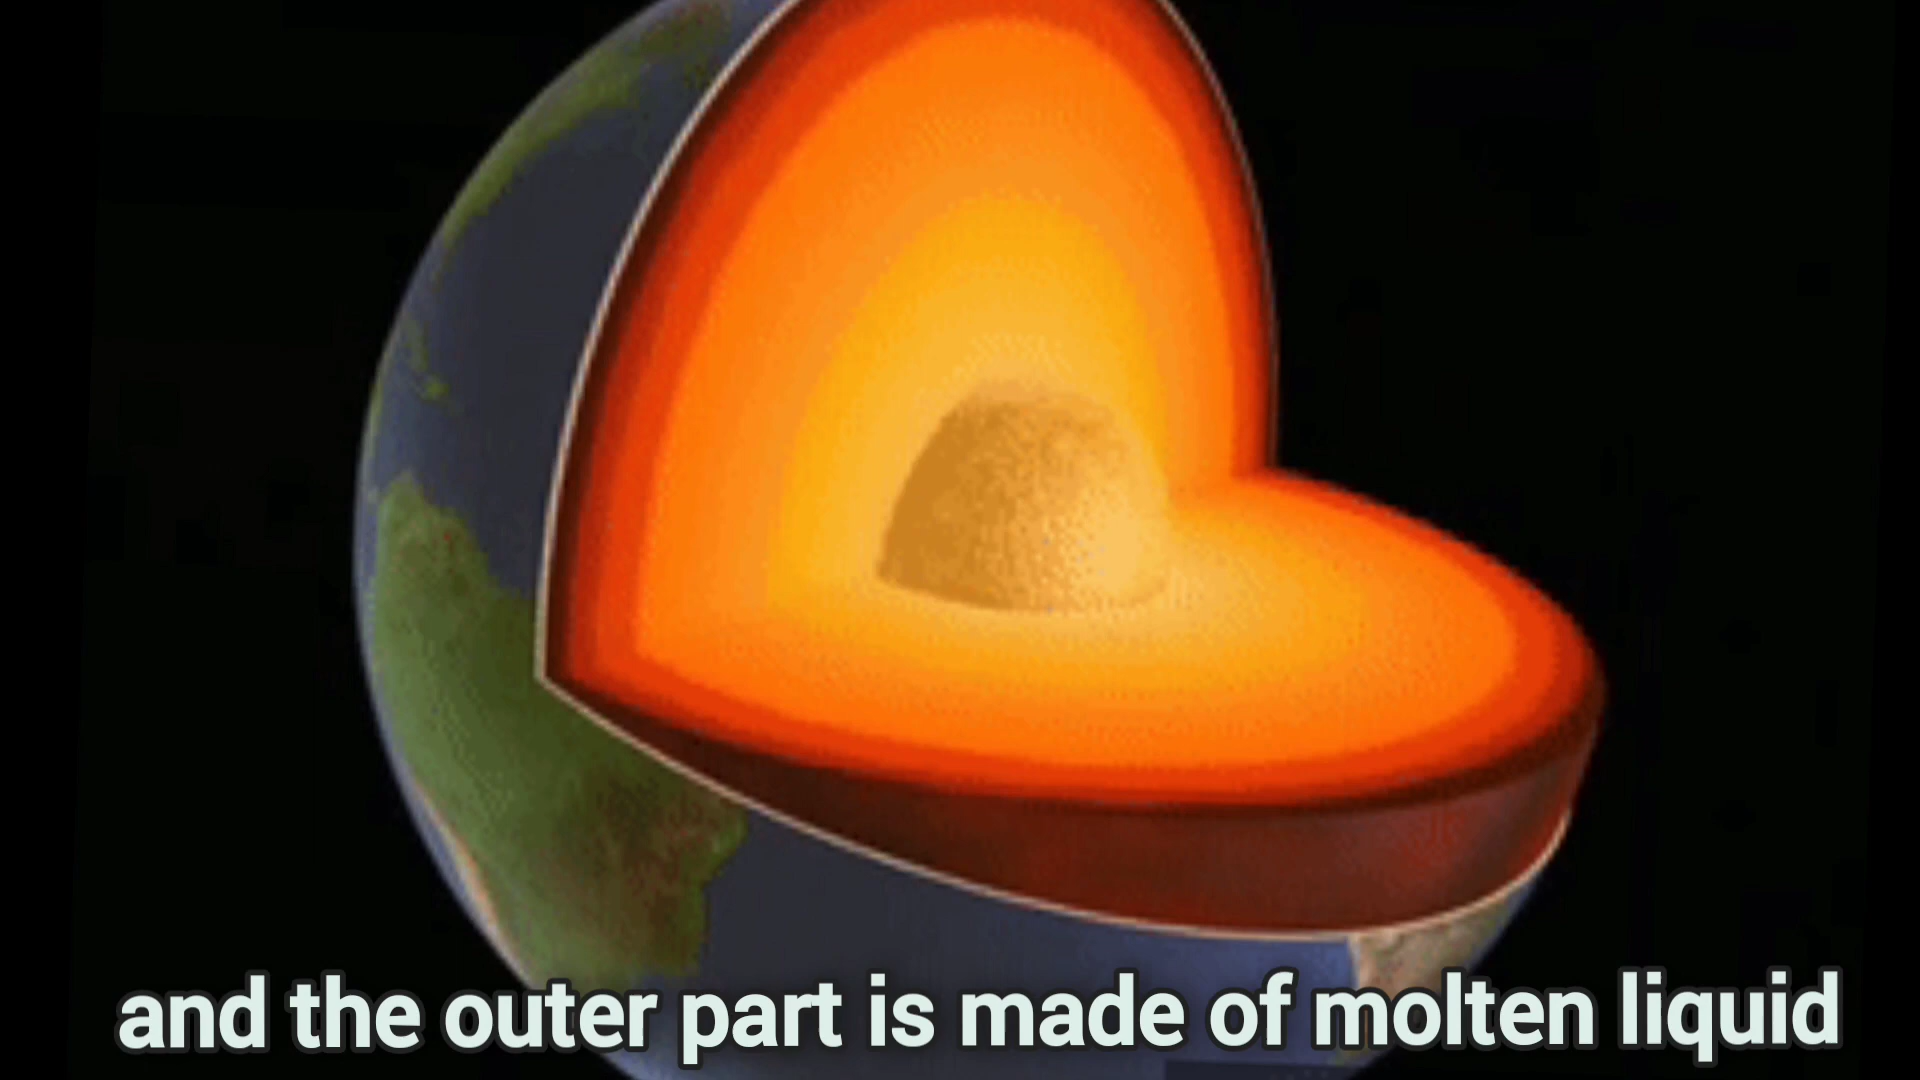 and the outer part is made of molten liquid